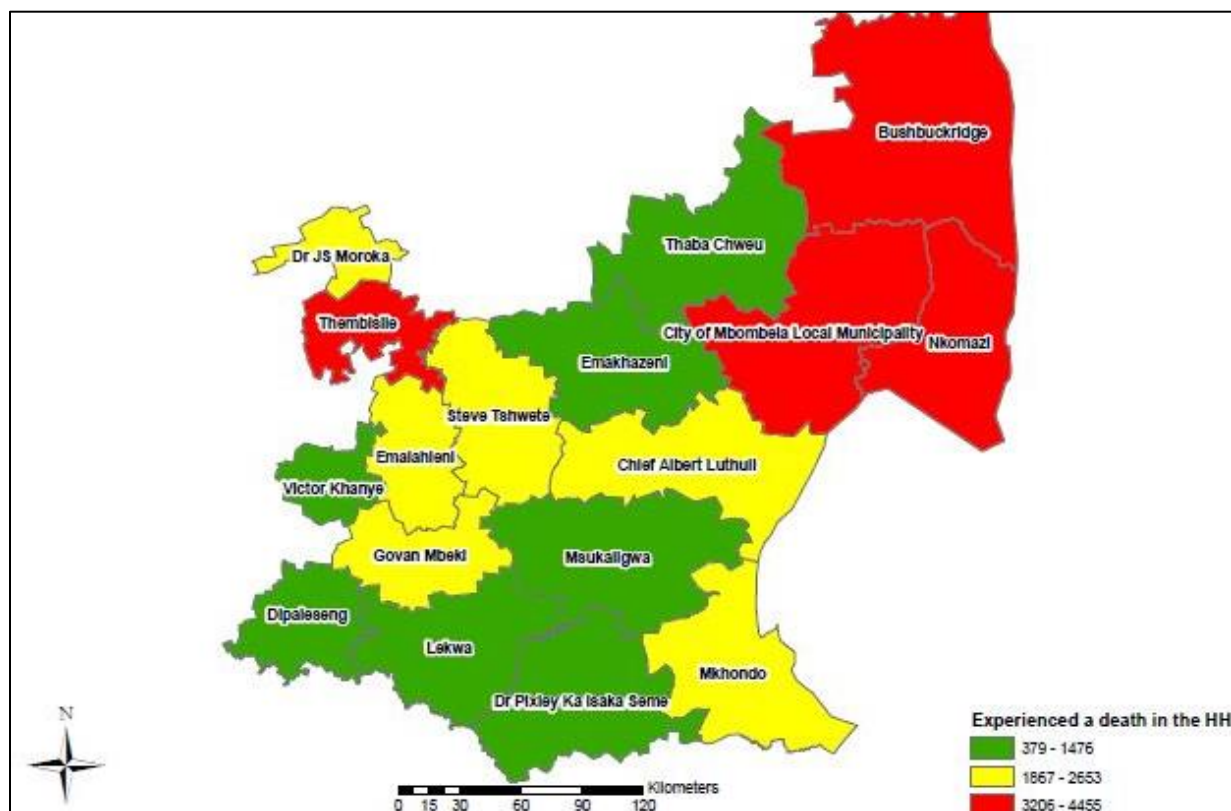 Bushbuckridge
Thaba Chweu
Dr JS Moroka
Thembisile
City of Mbombela Local Municipality
Nkomazi
Emakhazeni
Steve Tshwete
Emalahleni
Chief Albert Luthuli
Victor Khanye
Govan Mbeki
Msukaligwa
Dipaleseng
Lekwa
Mkhondo
Dr Pixley Ka Isaka Seme
N
Experienced a death in the HH
379 - 1476
1867 - 2653
3206 - 4455
Kilometers
0 15 30 60 90 120